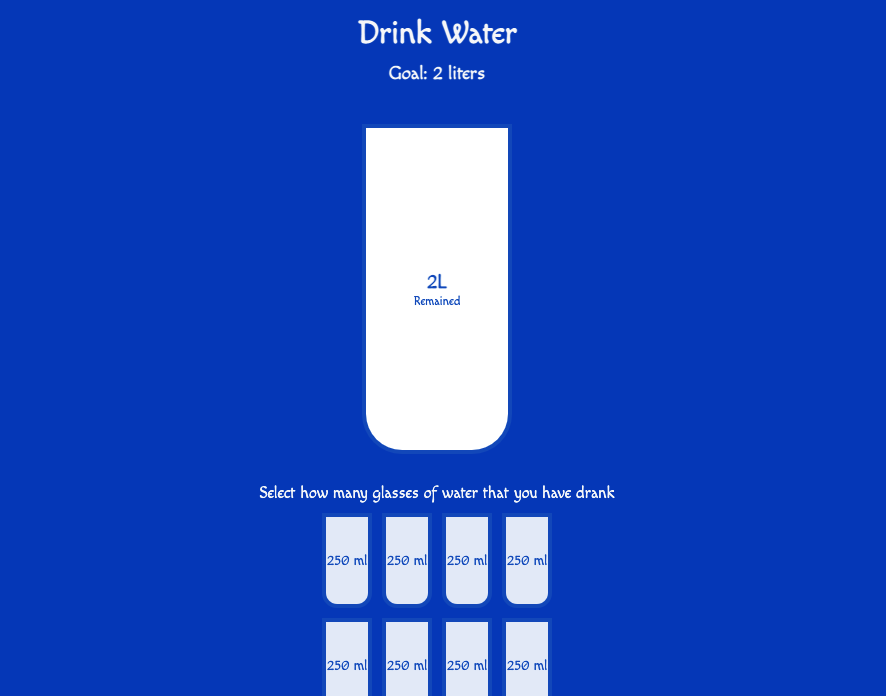 Drink Water
Goal: 2 liters
2L
Remained
Select how many glasses of water that you have drank
250 ml 250 ml 250 ml 250 ml
250 ml 250 ml 250 ml 250 ml